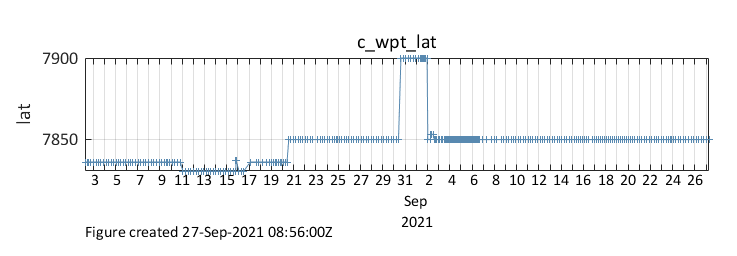 c_wpt_lat
7900
lat
7850
3 5 7 9 11 13 15 17 19 21 23 25 27 29 31 2 4 6 8 10 12 14 16 18 20 22 24 26
Sep
2021
Figure created 27-Sep-2021 08:56:00Z